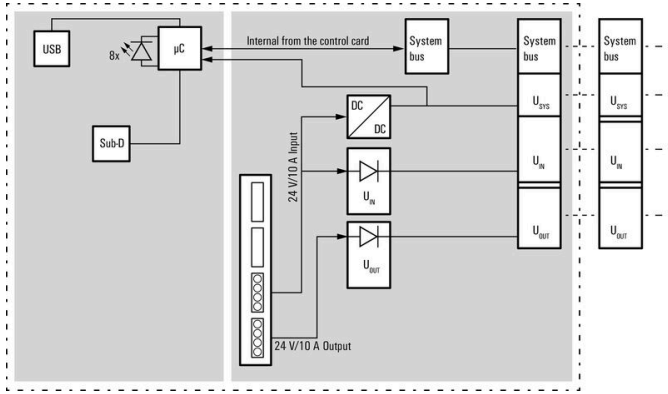 USB
8x
µC
Internal from the control card
System
bus
System
bus
System
bus
DC
DC
U_SYS
U_SYS
Sub-D
24 V/10 A Input
U_IN
U_IN
U_IN
U_OUT
U_OUT
U_OUT
24 V/10 A Output